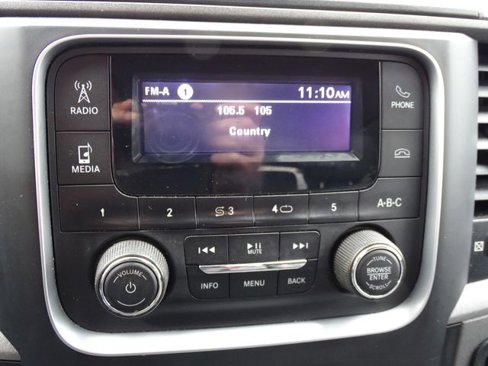 FM-A 1 11:10AM
105.5 105
Country
RADIO
MEDIA
PHONE
1 2 3 4 5 A-B-C
VOLUME
MUTE
INFO MENU BACK
TUNE
BROWSE
ENTER
SCROLL